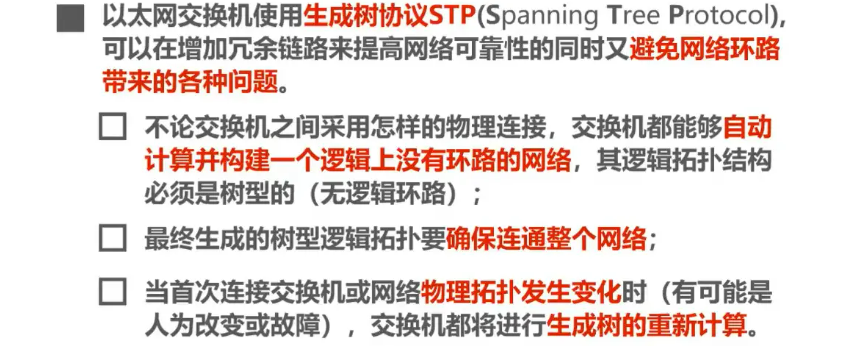 以太网交换机使用生成树协议STP(Spanning Tree Protocol),
可以在增加冗余链路来提高网络可靠性的同时又避免网络环路
带来的各种问题。
不论交换机之间采用怎样的物理连接，交换机都能够自动
计算并构建一个逻辑上没有环路的网络，其逻辑拓扑结构
必须是树型的（无逻辑环路）；
最终生成的树型逻辑拓扑要确保连通整个网络；
当首次连接交换机或网络物理拓扑发生变化时（有可能是
人为改变或故障），交换机都将进行生成树的重新计算。